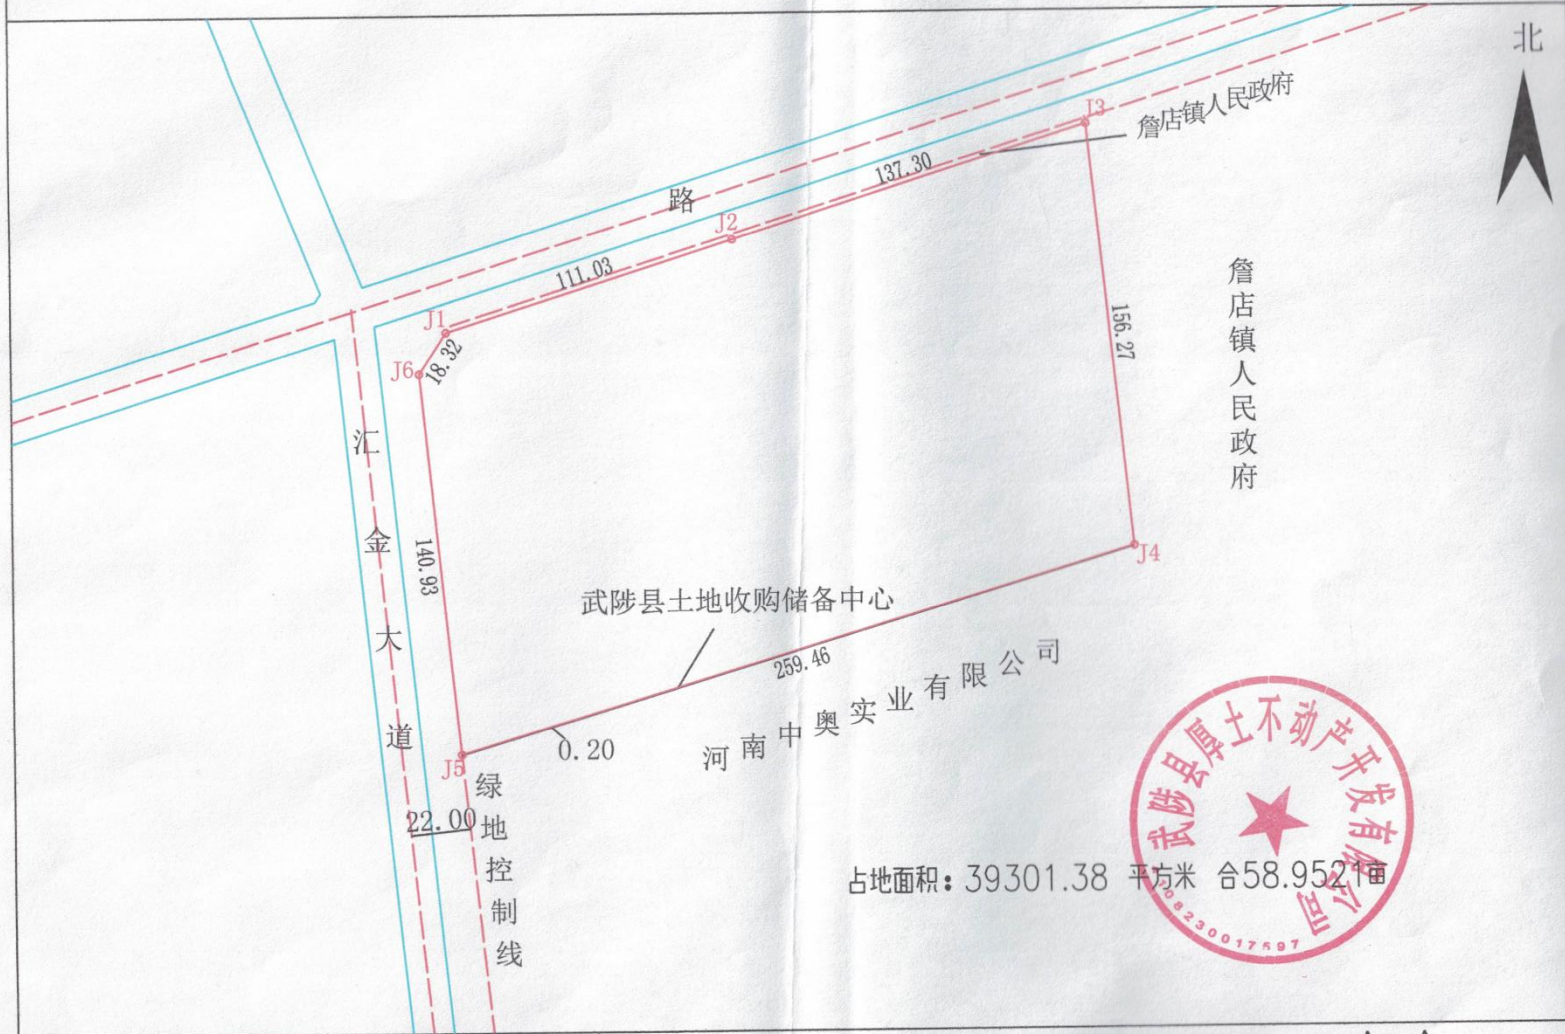 北
詹店镇人民政府
J3
137.30
路
J2
111.03
J1
18.32
J6
156.27
詹店镇人民政府
汇金大道
140.93
J4
武陟县土地收购储备中心
259.46
河南中奥实业有限公司
0.20
J5
绿地控制线
22.00
武陟县厚土不动产开发有限公司
占地面积：39301.38 平方米 合58.9521亩